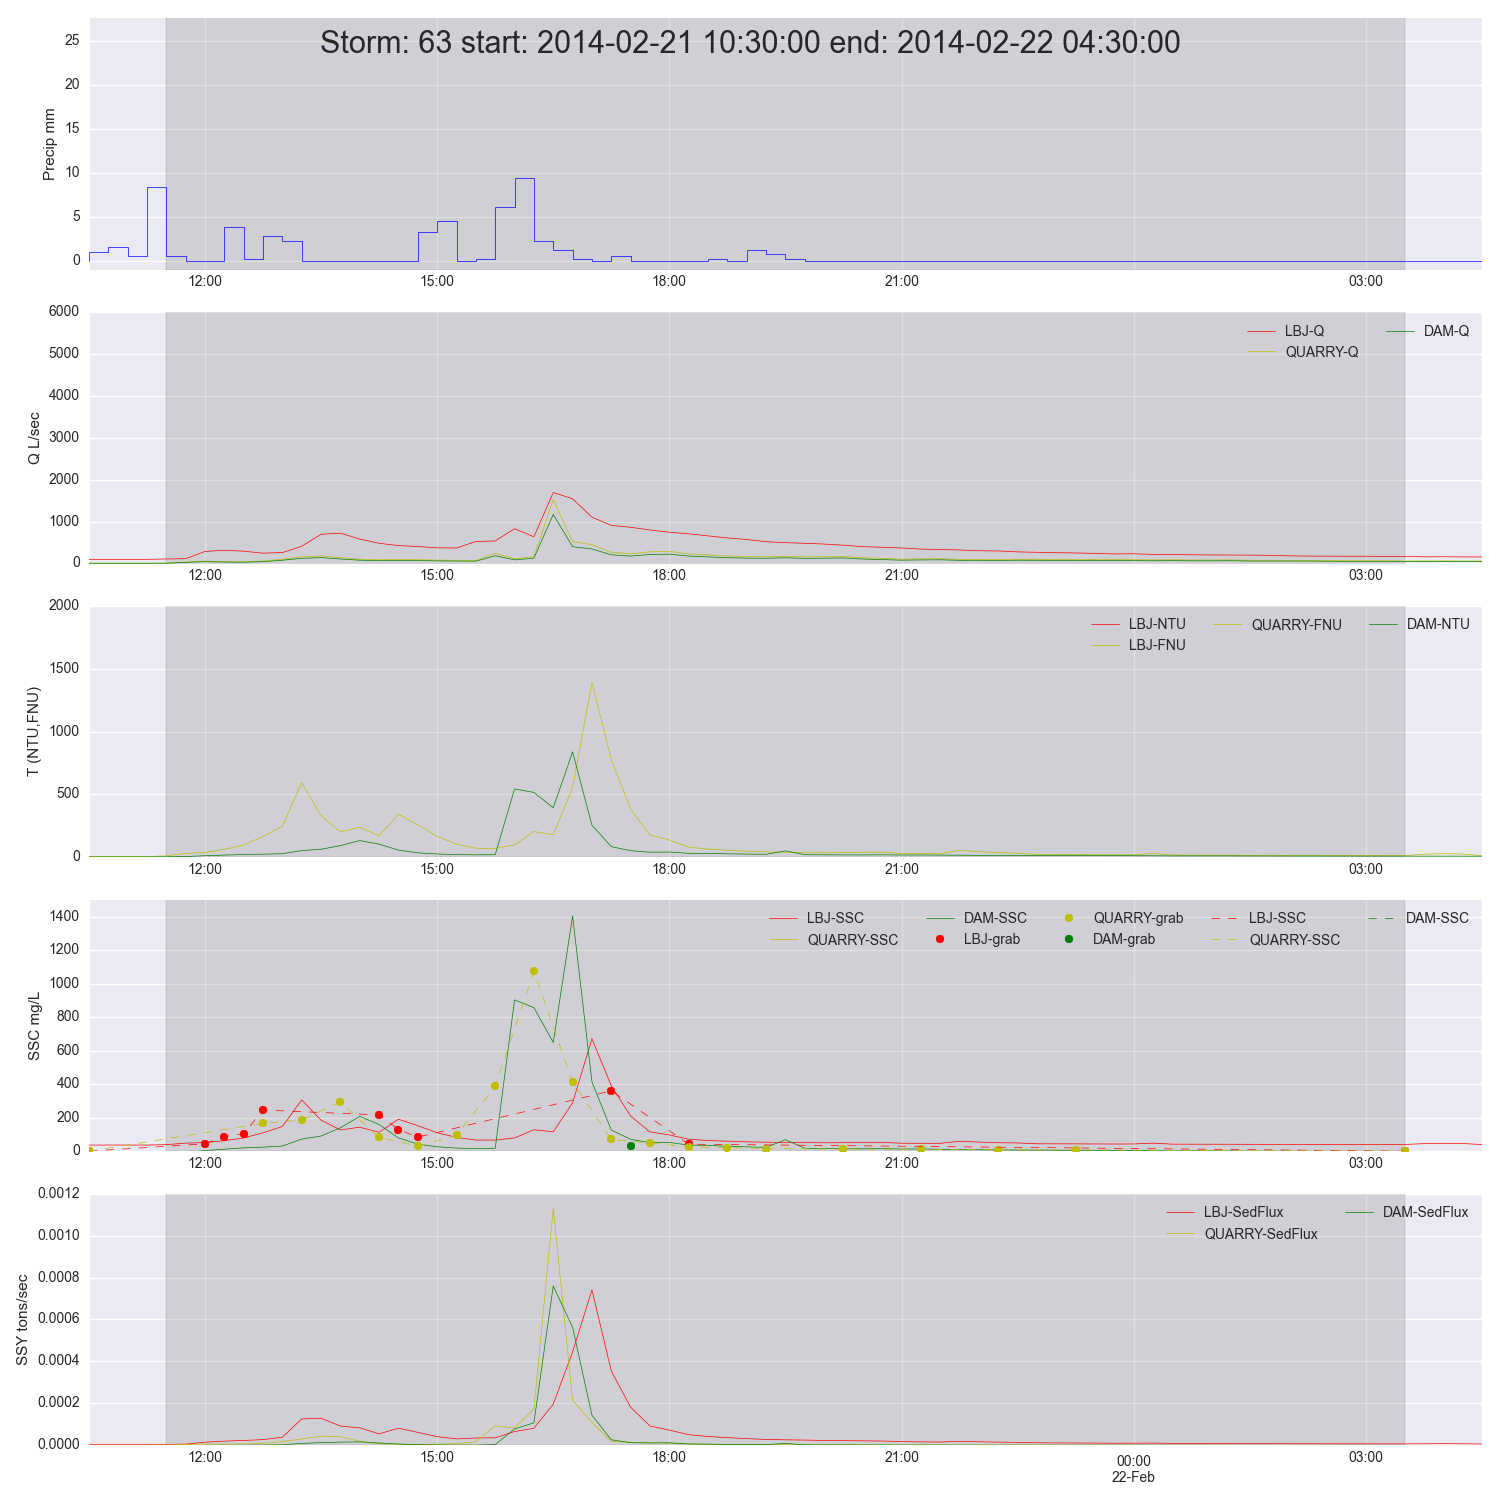 Storm: 63 start: 2014-02-21 10:30:00 end: 2014-02-22 04:30:00
Precip mm
25
20
15
10
5
0
12:00 15:00 18:00 21:00 03:00
Q L/sec
6000
5000
4000
3000
2000
1000
0
LBJ-Q DAM-Q
QUARRY-Q
12:00 15:00 18:00 21:00 03:00
T (NTU,FNU)
2000
1500
1000
500
0
LBJ-NTU QUARRY-FNU DAM-NTU
LBJ-FNU
12:00 15:00 18:00 21:00 03:00
SSC mg/L
1400
1200
1000
800
600
400
200
0
LBJ-SSC DAM-SSC QUARRY-grab LBJ-SSC DAM-SSC
QUARRY-SSC LBJ-grab DAM-grab QUARRY-SSC
12:00 15:00 18:00 21:00 03:00
SSY tons/sec
0.0012
0.0010
0.0008
0.0006
0.0004
0.0002
0.0000
LBJ-SedFlux DAM-SedFlux
QUARRY-SedFlux
12:00 15:00 18:00 21:00 00:00 03:00
22-Feb